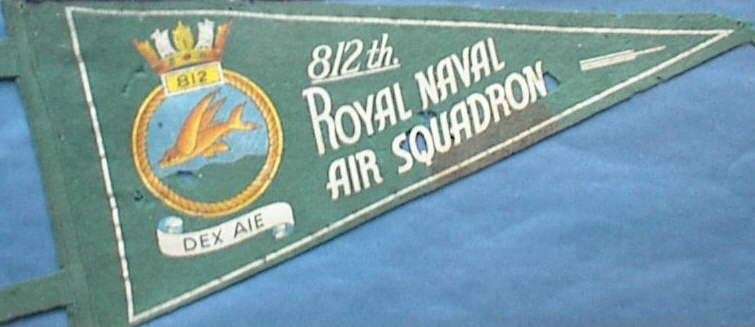 812
DEX AIE
812th.
ROYAL NAVAL
AIR SQUADRON